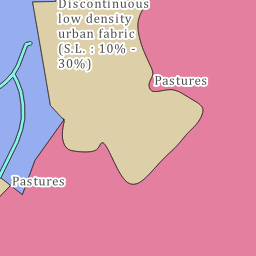 Discontinuous
low density
urban fabric
(S.L. : 10% -
30%)
Pastures
Pastures